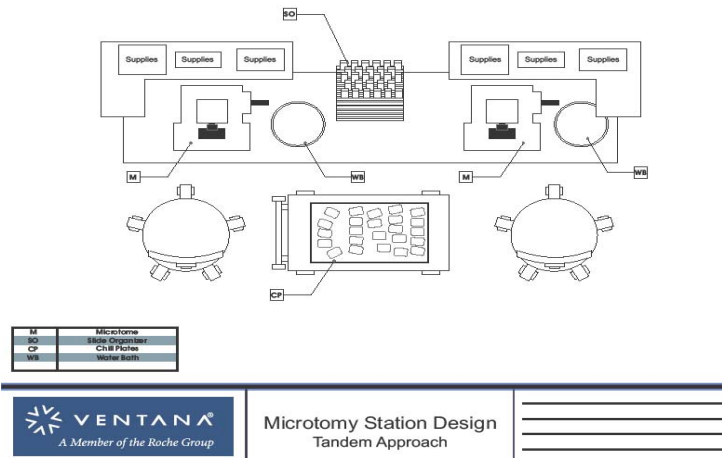 SO
Supplies Supplies Supplies
Supplies Supplies Supplies
M
WB
M
WB
CP
M Microtome
SO Slide Organizer
CP Chill Plates
WB Water Bath
VENTANA®
A Member of the Roche Group
Microtomy Station Design
Tandem Approach